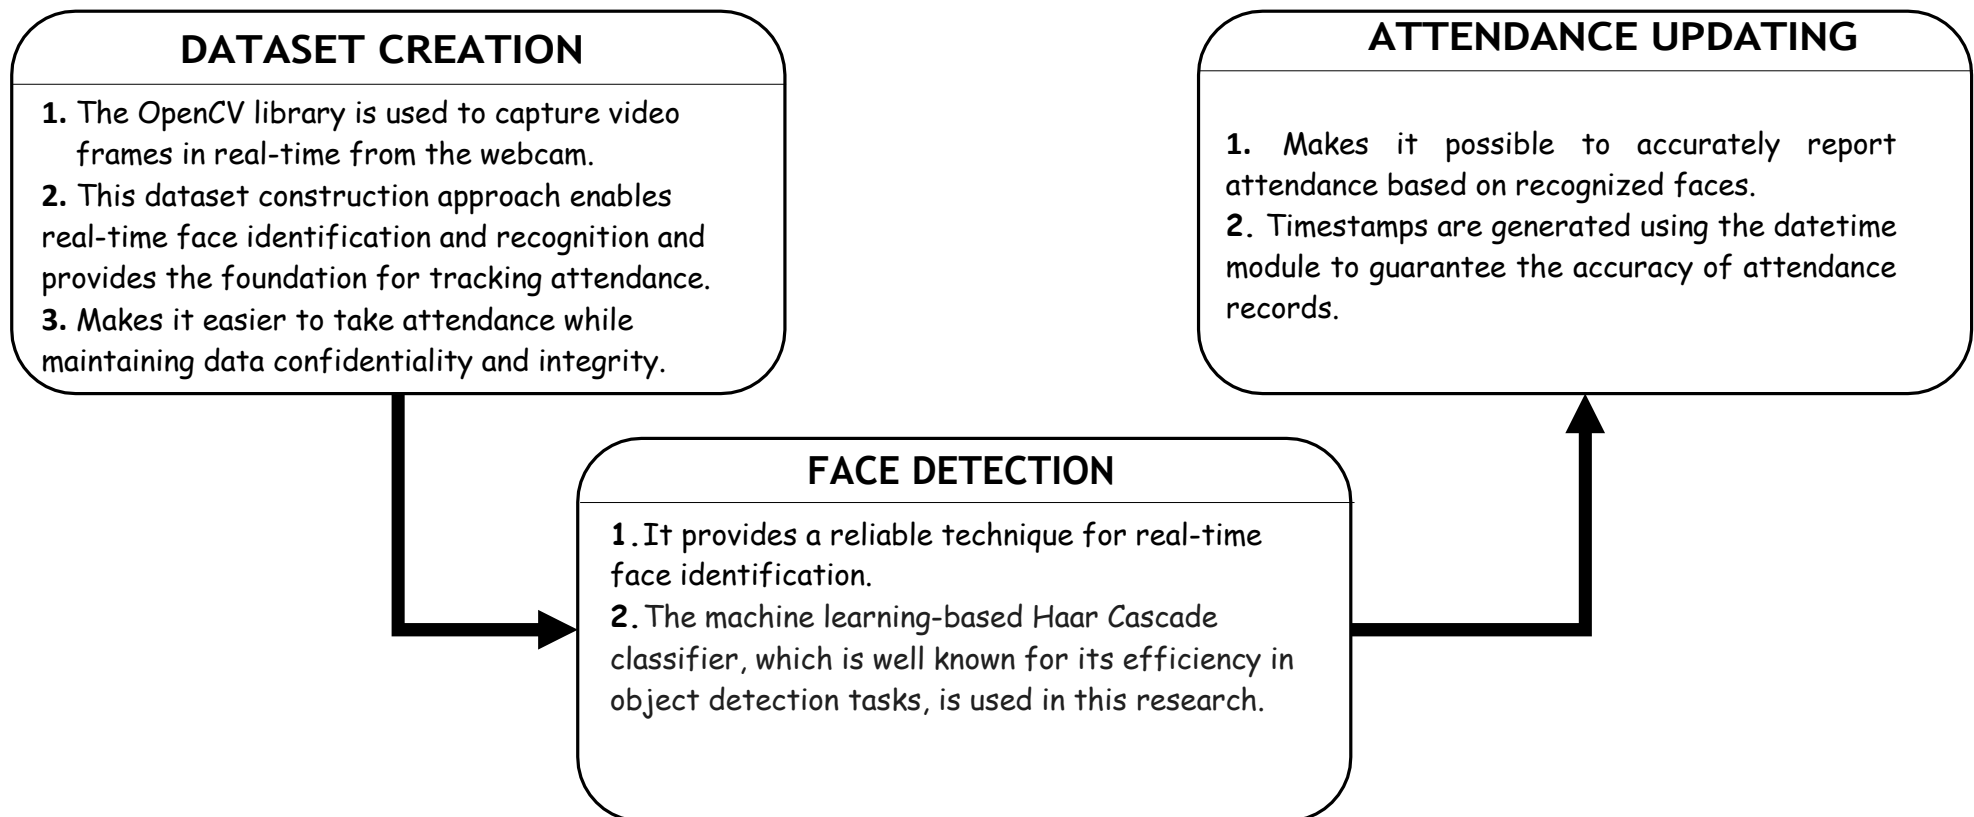 DATASET CREATION
1. The OpenCV library is used to capture video
frames in real-time from the webcam.
2. This dataset construction approach enables
real-time face identification and recognition and
provides the foundation for tracking attendance.
3. Makes it easier to take attendance while
maintaining data confidentiality and integrity.
FACE DETECTION
1. It provides a reliable technique for real-time
face identification.
2. The machine learning-based Haar Cascade
classifier, which is well known for its efficiency in
object detection tasks, is used in this research.
ATTENDANCE UPDATING
1. Makes it possible to accurately report
attendance based on recognized faces.
2. Timestamps are generated using the datetime
module to guarantee the accuracy of attendance
records.